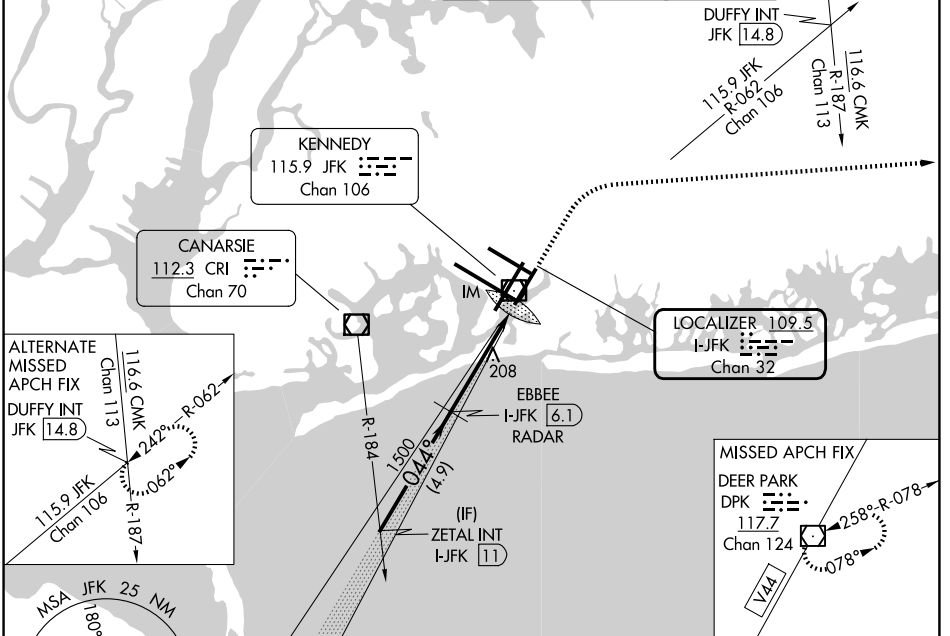 DUFFY INT
JFK 14.8
115.9 JFK
R-062
Chan 106
116.6 CMK
R-187
Chan 113
KENNEDY
115.9 JFK
Chan 106
CANARSIE
112.3 CRI
Chan 70
IM
LOCALIZER 109.5
I-JFK
Chan 32
208
EBBEE
I-JFK 6.1
RADAR
R-184
1500
044°
(4.9)
(IF)
ZETAL INT
I-JFK 11
ALTERNATE
MISSED
APCH FIX
DUFFY INT
JFK 14.8
116.6 CMK
Chan 113
R-062
242°
062°
115.9 JFK
Chan 106
R-187
MISSED APCH FIX
DEER PARK
DPK
117.7
Chan 124
258°
R-078
078°
V44
MSA JFK 25 NM
180°